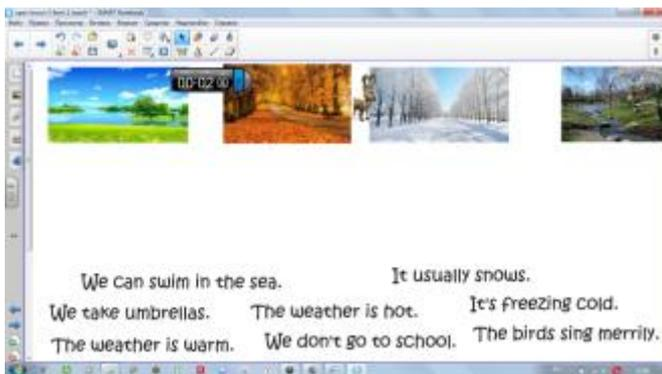 00:02:00
We can swim in the sea.
It usually snows.
We take umbrellas.
The weather is hot.
It's freezing cold.
The weather is warm.
We don't go to school.
The birds sing merrily.